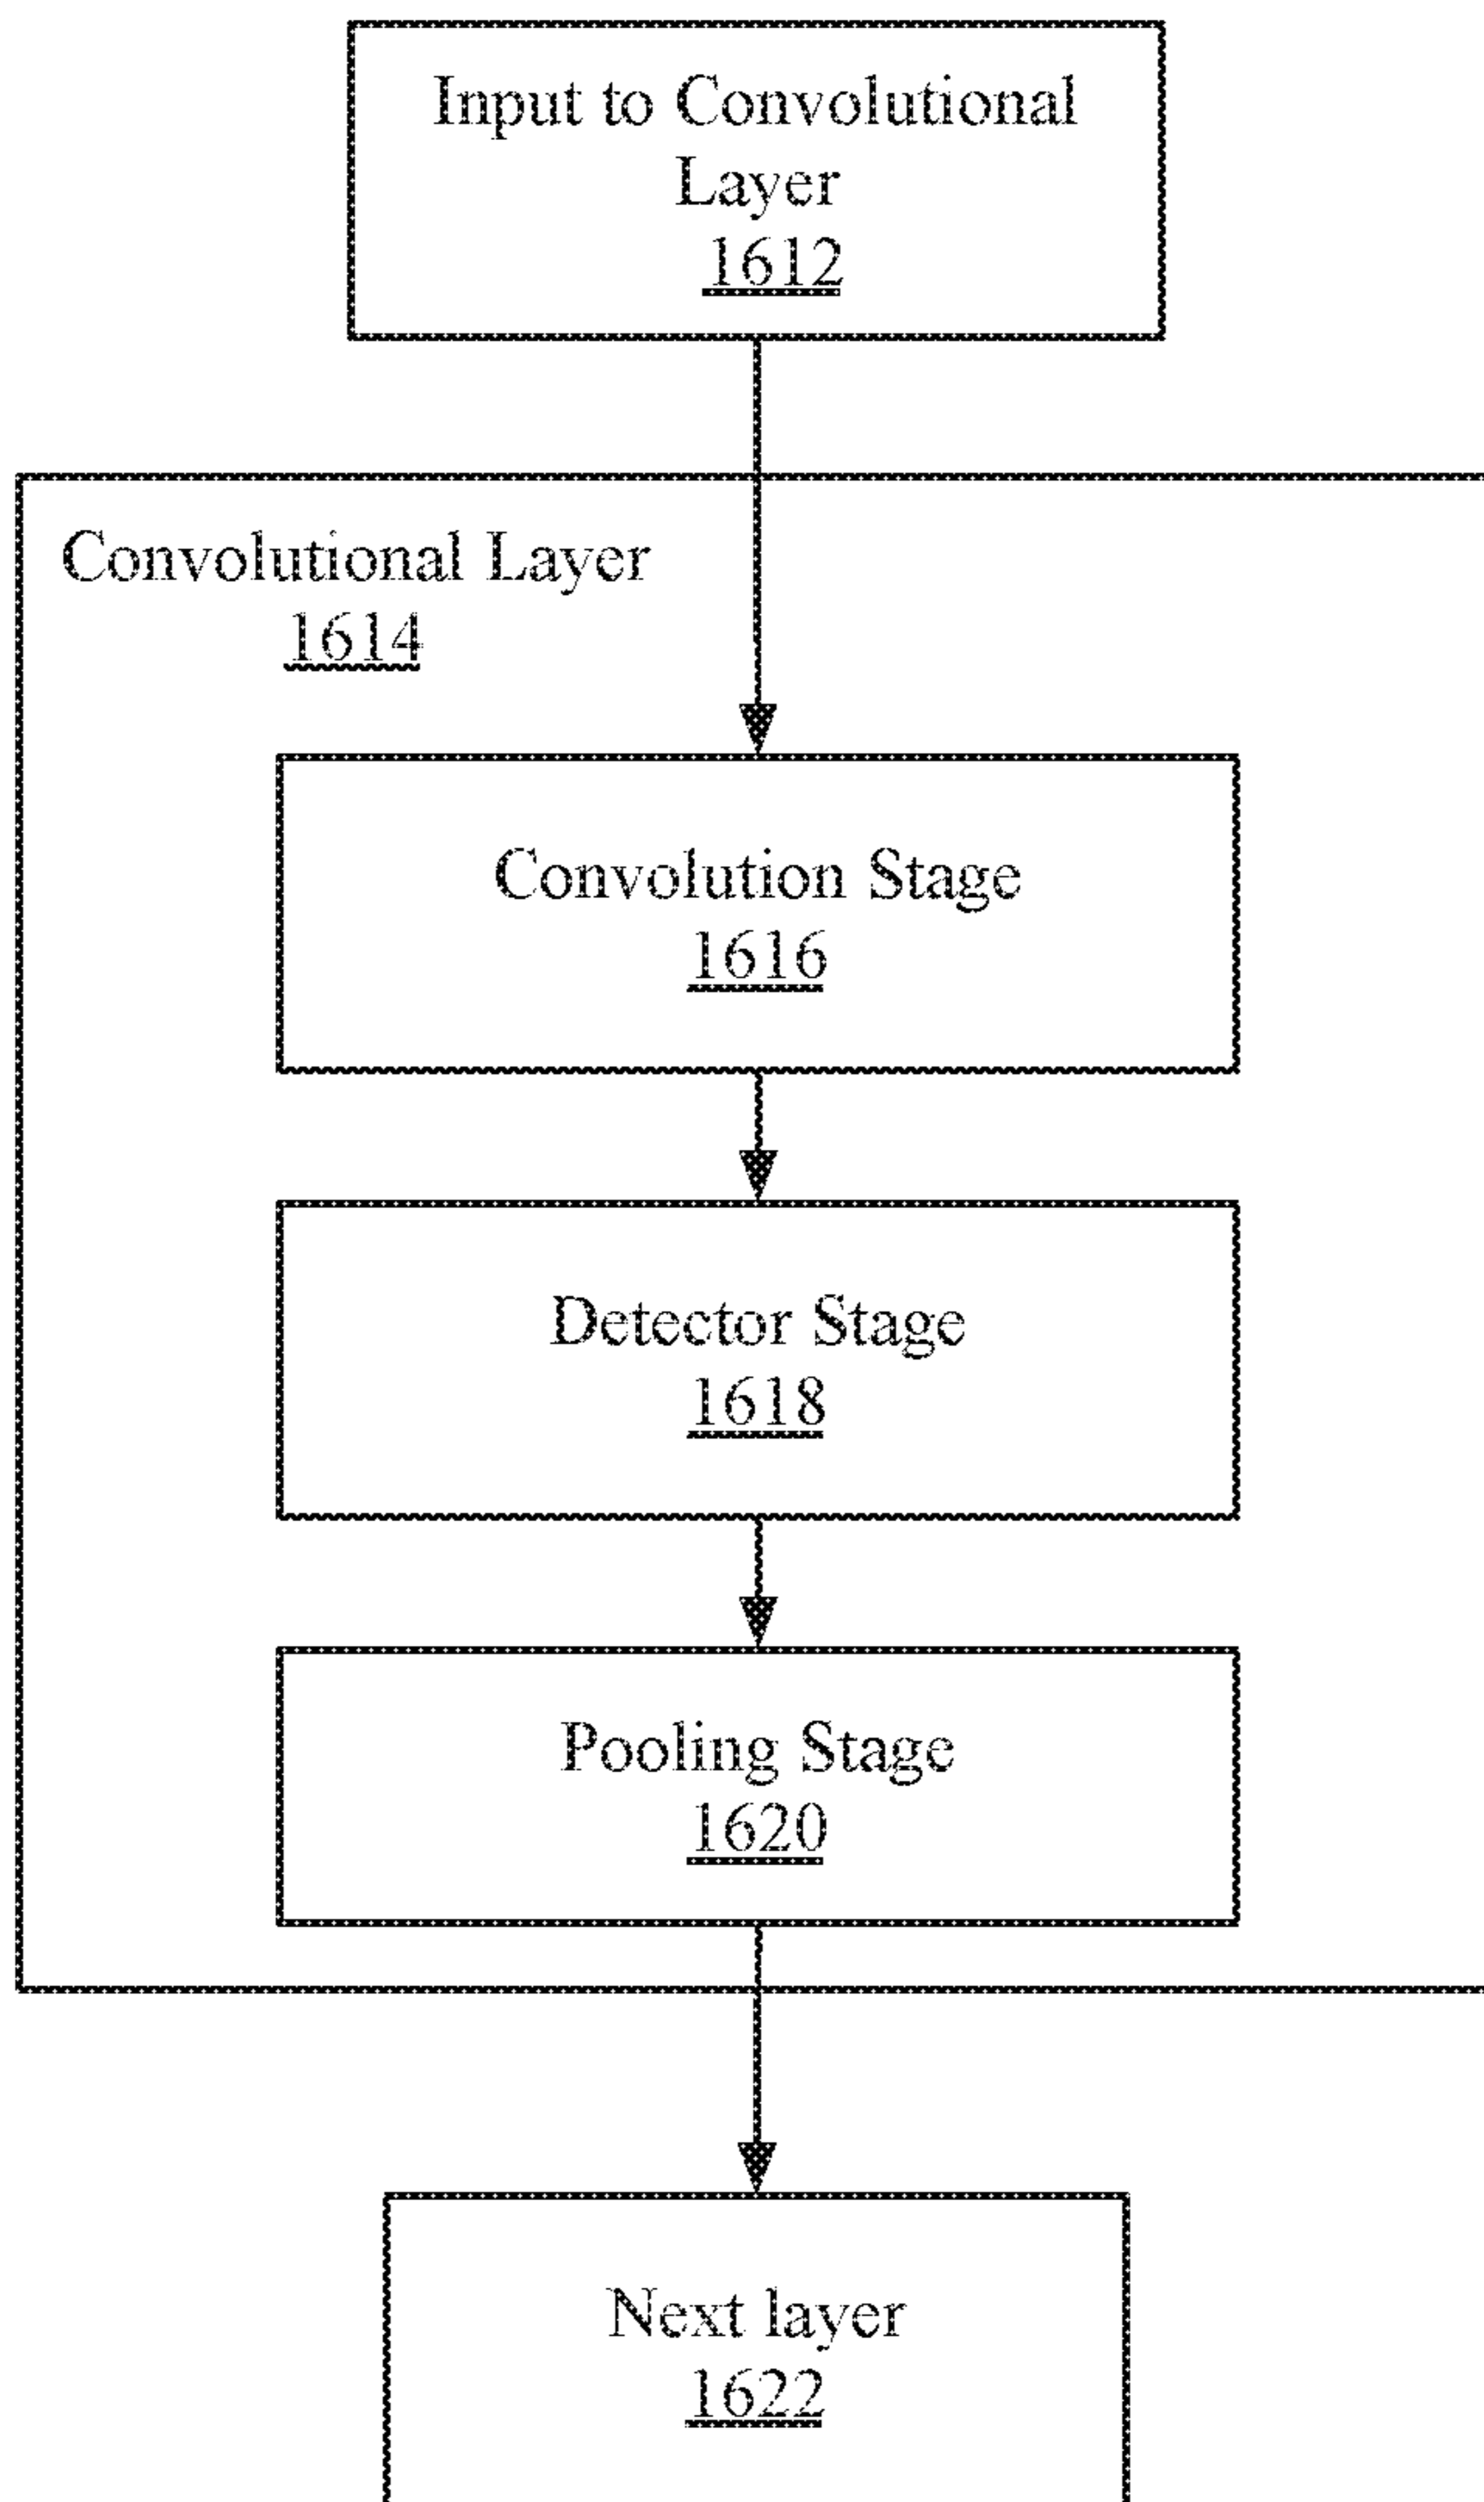 Input to Convolutional
Layer
1612
Convolutional Layer
1614
Convolution Stage
1616
Detector Stage
1618
Pooling Stage
1620
Next layer
1622